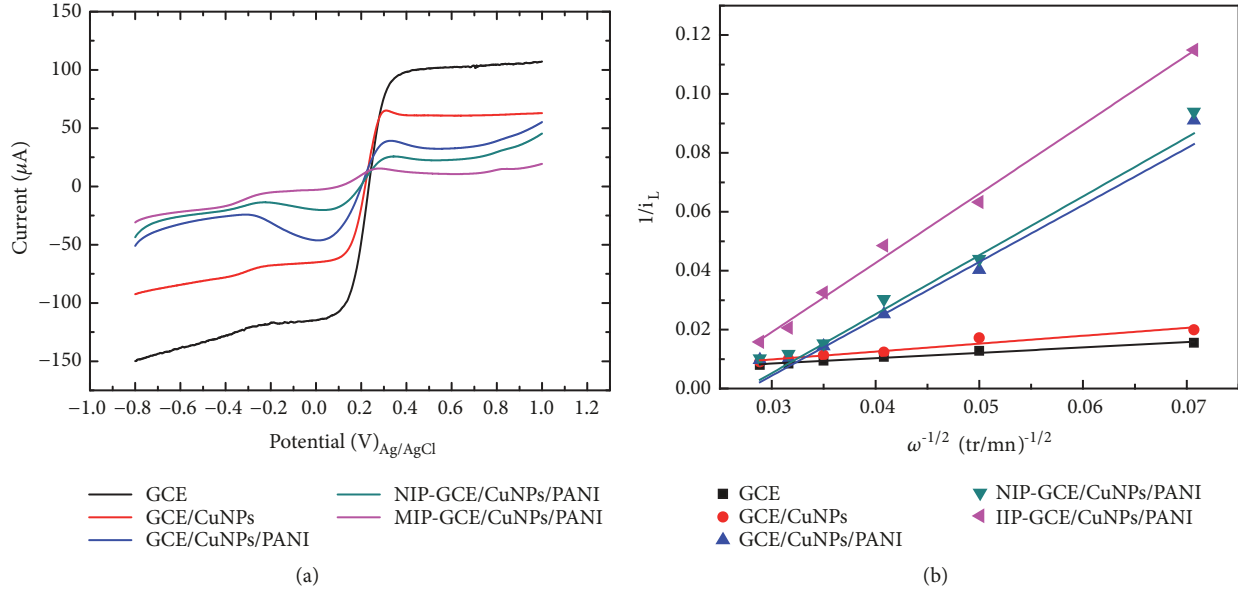 150
100
50
0
−50
−100
−150
Current (μA)
−1.0 −0.8 −0.6 −0.4 −0.2 0.0 0.2 0.4 0.6 0.8 1.0
Potential (V)Ag/AgCl
GCE
GCE/CuNPs
GCE/CuNPs/PANI
NIP-GCE/CuNPs/PANI
MIP-GCE/CuNPs/PANI
(a)
0.12
0.10
0.08
0.06
0.04
0.02
0.00
1/iL
0.03 0.04 0.05 0.06 0.07
ω-1/2 (tr/mn)-1/2
GCE
GCE/CuNPs
GCE/CuNPs/PANI
NIP-GCE/CuNPs/PANI
IIP-GCE/CuNPs/PANI
(b)